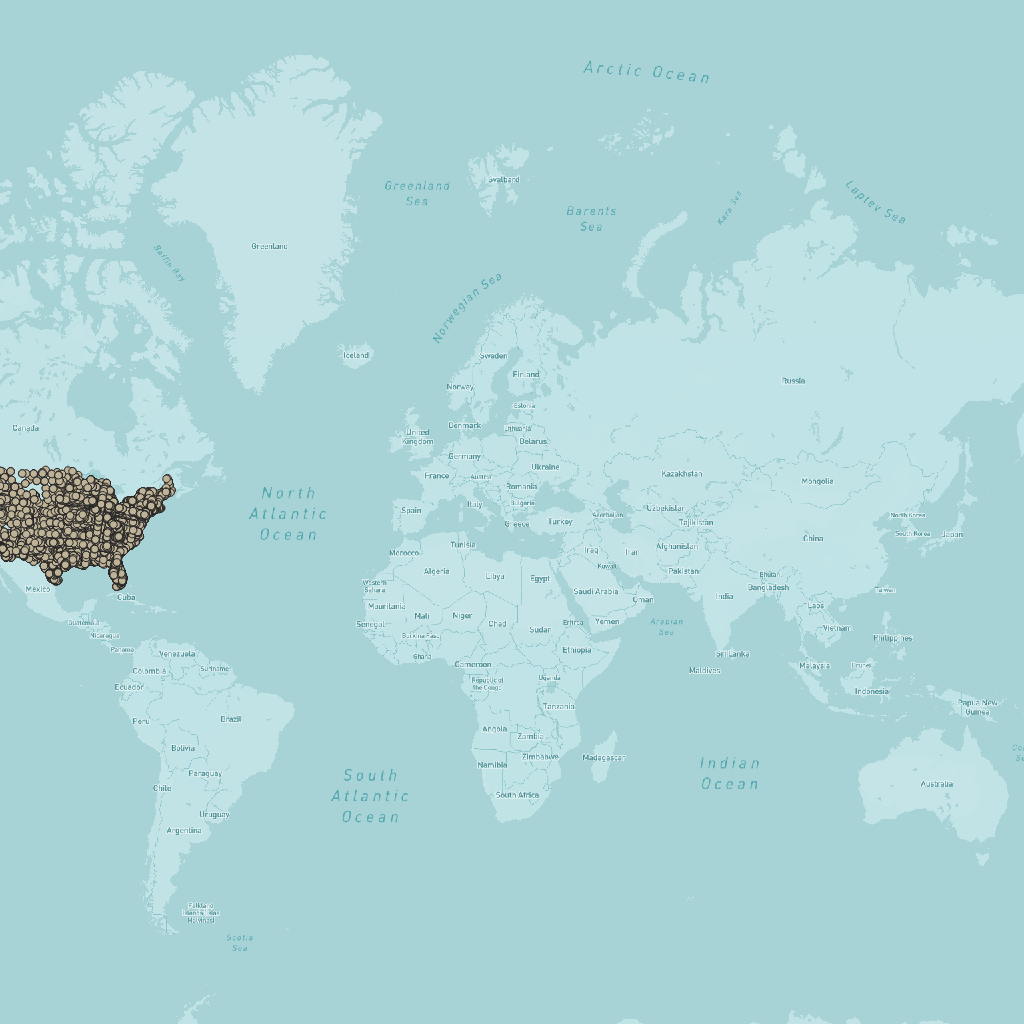 Arctic Ocean
Svalbard
Greenland
Sea
Barents
Sea
Kara Sea
Laptev Sea
Greenland
Baffin Bay
Norwegian Sea
Iceland
Sweden
Finland
Norway
Russia
Estonia
Canada
Denmark
Lithuania
United
Kingdom
Belarus
Germany
Ukraine
France
Austria
Kazakhstan
Mongolia
Romania
North
Atlantic
Ocean
Spain
Italy
Bulgaria
Uzbekistan
Azerbaijan
North Korea
Greece
Turkey
Tajikistan
South Korea
Japan
China
Morocco
Tunisia
Iraq
Iran
Afghanistan
Kuwait
Algeria
Libya
Egypt
Pakistan
Bhutan
Western
Sahara
Mexico
Saudi Arabia
Bangladesh
Taiwan
Cuba
India
Oman
Mauritania
Laos
Mali
Niger
Chad
Sudan
Eritrea
Yemen
Arabian
Sea
Guatemala
Senegal
Vietnam
Nicaragua
Burkina Faso
Philippines
Panama
Venezuela
Ghana
Ethiopia
Sri Lanka
Colombia
Suriname
Cameroon
Maldives
Malaysia
Brunei
Ecuador
Republic of
the Congo
Uganda
Indonesia
Papua New
Guinea
Peru
Brazil
Tanzania
Angola
Zambia
Bolivia
Zimbabwe
Madagascar
Namibia
Indian
Ocean
Paraguay
South
Atlantic
Ocean
Chile
Australia
South Africa
Uruguay
Argentina
Falkland
Islands (Islas
Malvinas)
Scotia
Sea